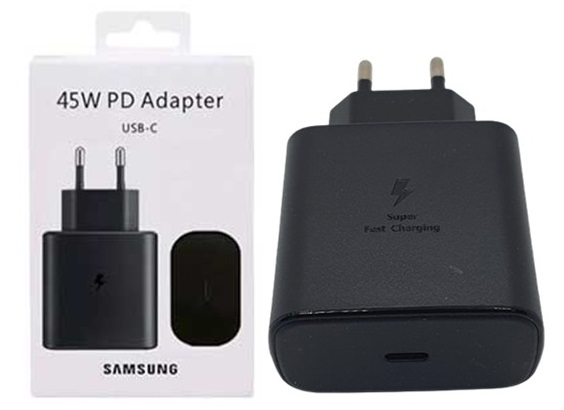 45W PD Adapter
USB-C
SAMSUNG
Super
Fast Charging